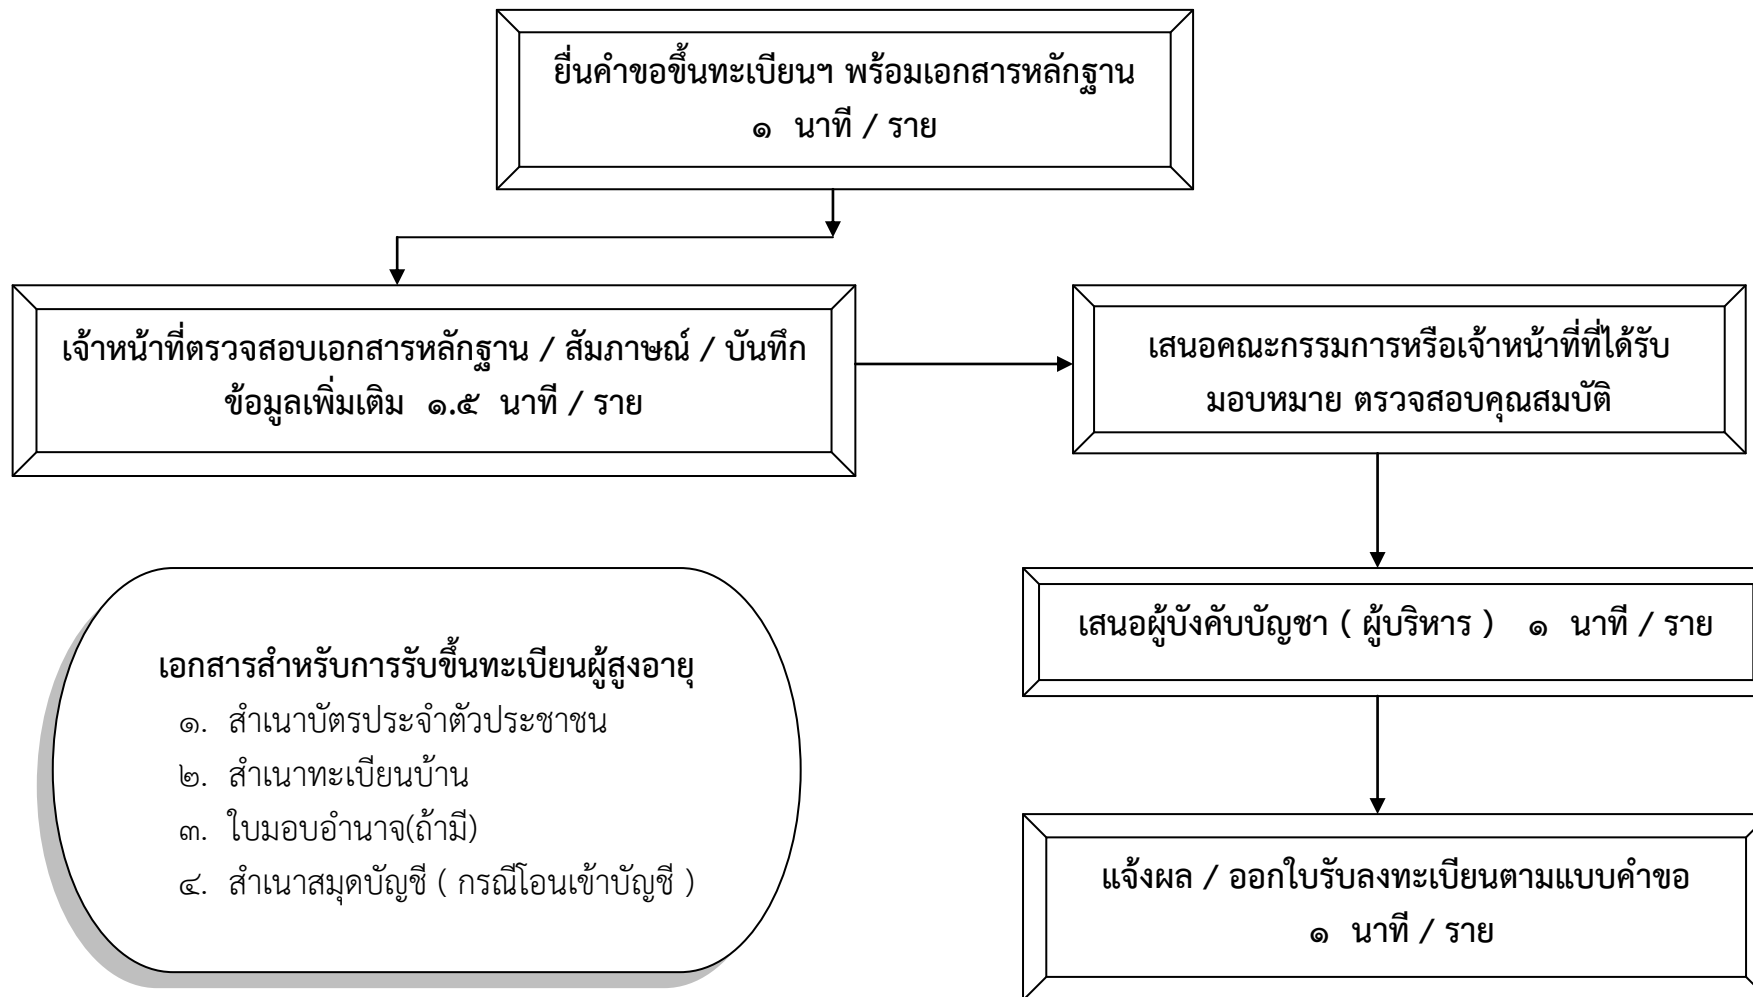 ยื่นคำขอขึ้นทะเบียนฯ พร้อมเอกสารหลักฐาน
๑ นาที / ราย
เจ้าหน้าที่ตรวจสอบเอกสารหลักฐาน / สัมภาษณ์ / บันทึก
ข้อมูลเพิ่มเติม ๑.๕ นาที / ราย
เสนอคณะกรรมการหรือเจ้าหน้าที่ที่ได้รับ
มอบหมาย ตรวจสอบคุณสมบัติ
เสนอผู้บังคับบัญชา ( ผู้บริหาร ) ๑ นาที / ราย
แจ้งผล / ออกใบรับลงทะเบียนตามแบบคำขอ
๑ นาที / ราย
เอกสารสำหรับการรับขึ้นทะเบียนผู้สูงอายุ
๑. สำเนาบัตรประจำตัวประชาชน
๒. สำเนาทะเบียนบ้าน
๓. ใบมอบอำนาจ(ถ้ามี)
๔. สำเนาสมุดบัญชี ( กรณีโอนเข้าบัญชี )